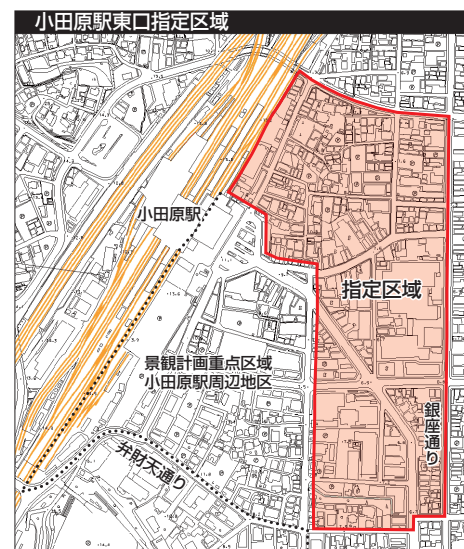 小田原駅東口指定区域
小田原駅
指定区域
景観計画重点区域
小田原駅周辺地区
銀座通り
弁財天通り